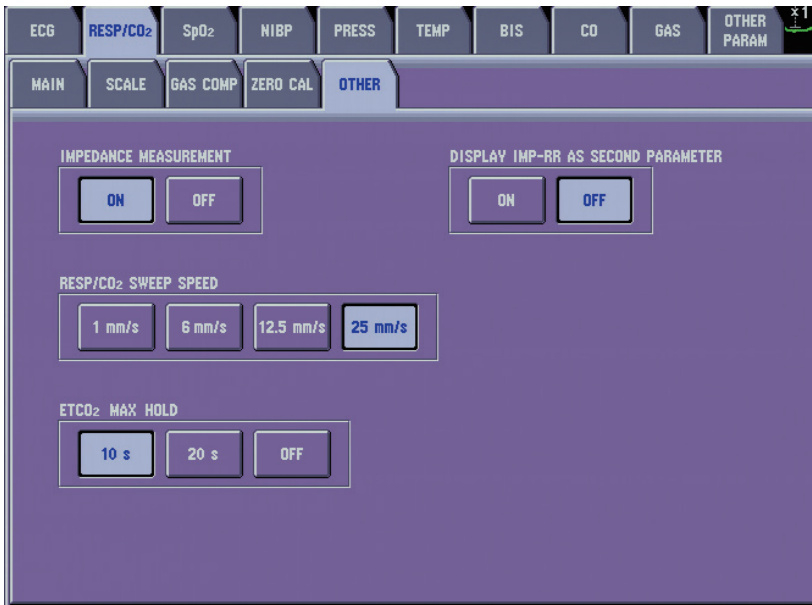 ECG RESP/CO₂ SpO₂ NIBP PRESS TEMP BIS CO GAS OTHER PARAM x1
MAIN SCALE GAS COMP ZERO CAL OTHER
IMPEDANCE MEASUREMENT DISPLAY IMP-RR AS SECOND PARAMETER
ON OFF ON OFF
RESP/CO₂ SWEEP SPEED
1 mm/s 6 mm/s 12.5 mm/s 25 mm/s
ETCO₂ MAX HOLD
10 s 20 s OFF